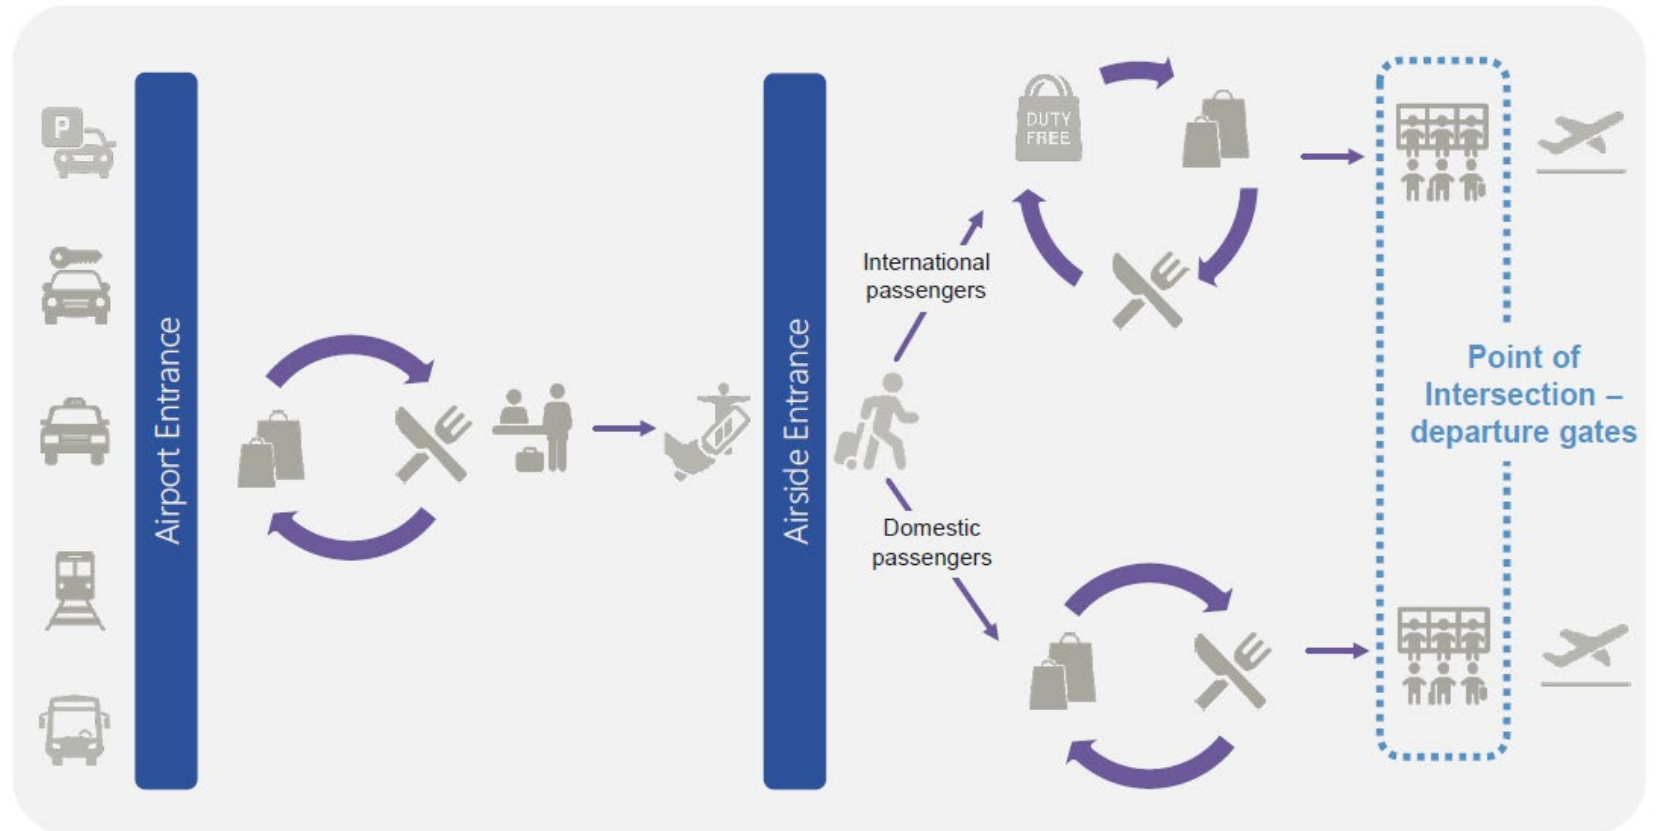 P
Airport Entrance
Airside Entrance
International
passengers
Domestic
passengers
DUTY
FREE
Point of
Intersection –
departure gates